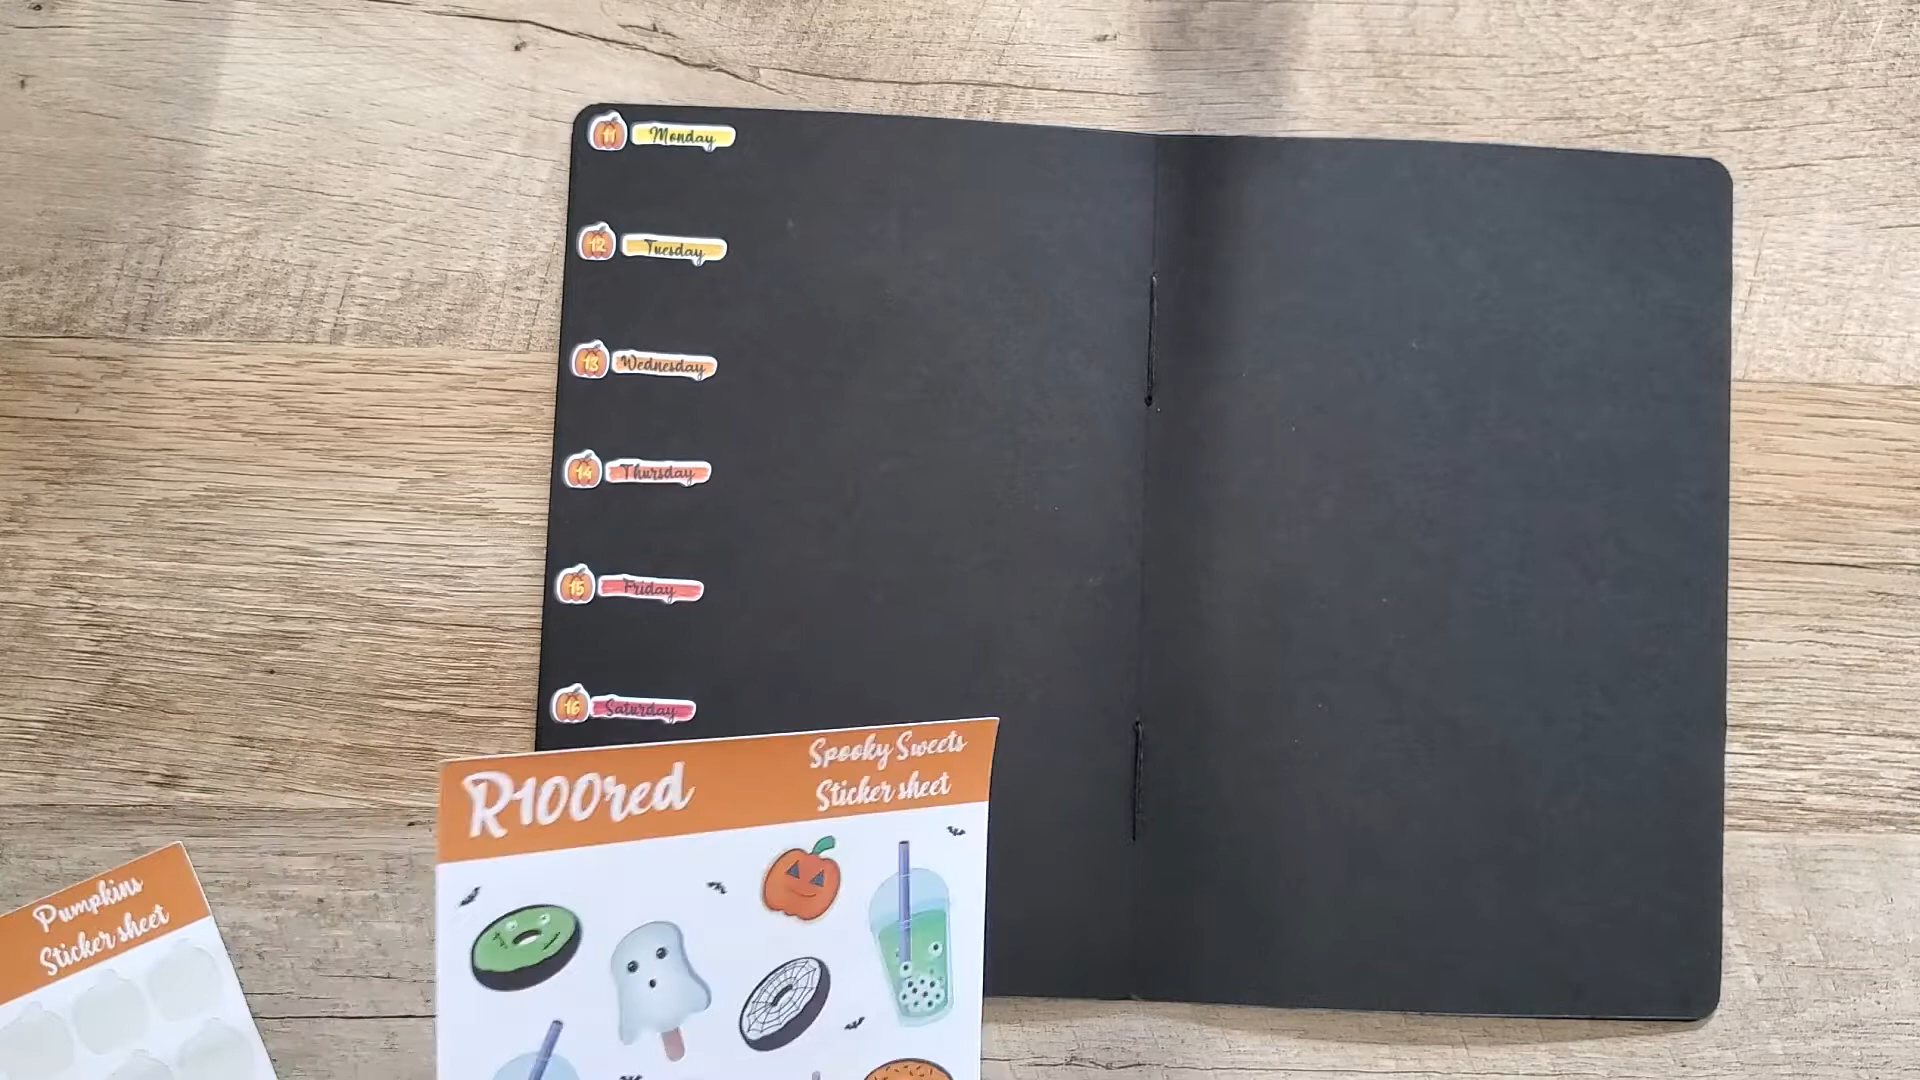 11 Monday
12 Tuesday
13 Wednesday
14 Thursday
15 Friday
16 Saturday
R100red
Spooky Sweets
Sticker sheet
Pumpkins
Sticker sheet